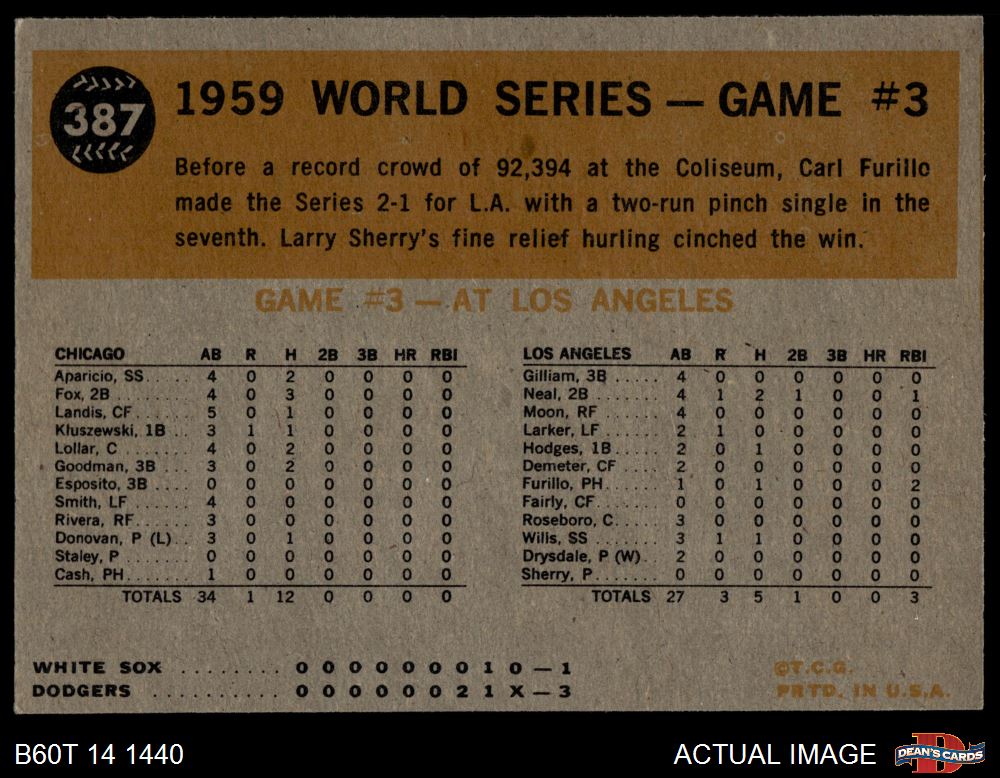 387
1959 WORLD SERIES — GAME #3
Before a record crowd of 92,394 at the Coliseum, Carl Furillo
made the Series 2-1 for L.A. with a two-run pinch single in the
seventh. Larry Sherry's fine relief hurling cinched the win.
GAME #3 — AT LOS ANGELES
CHICAGO AB R H 2B 3B HR RBI
Aparicio, SS..... 4 0 2 0 0 0 0
Fox, 2B ........ 4 0 3 0 0 0 0
Landis, CF ...... 5 0 1 0 0 0 0
Kluszewski, 1B .. 3 1 1 0 0 0 0
Lollar, C ....... 4 0 2 0 0 0 0
Goodman, 3B .... 3 0 2 0 0 0 0
Esposito, 3B .... 0 0 0 0 0 0 0
Smith, LF ....... 4 0 0 0 0 0 0
Rivera, RF....... 3 0 0 0 0 0 0
Donovan, P (L).. 3 0 1 0 0 0 0
Staley, P ....... 0 0 0 0 0 0 0
Cash, PH........ 1 0 0 0 0 0 0
TOTALS 34 1 12 0 0 0 0
LOS ANGELES AB R H 2B 3B HR RBI
Gilliam, 3B ...... 4 0 0 0 0 0 0
Neal, 2B ........ 4 1 2 1 0 0 1
Moon, RF ....... 4 0 0 0 0 0 0
Larker, LF ....... 2 1 0 0 0 0 0
Hodges, 1B ...... 2 0 1 0 0 0 0
Demeter, CF .... 2 0 0 0 0 0 0
Furillo, PH...... 1 0 1 0 0 0 2
Fairly, CF....... 0 0 0 0 0 0 0
Roseboro, C..... 3 0 0 0 0 0 0
Wills, SS ....... 3 1 1 0 0 0 0
Drysdale, P (W).. 2 0 0 0 0 0 0
Sherry, P........ 0 0 0 0 0 0 0
TOTALS 27 3 5 1 0 0 3
WHITE SOX ......... 0 0 0 0 0 0 0 1 0 — 1
DODGERS .......... 0 0 0 0 0 0 2 1 X — 3
©T.C.G.
PRTD. IN U.S.A.
B60T 14 1440
ACTUAL IMAGE
DEAN'S CARDS